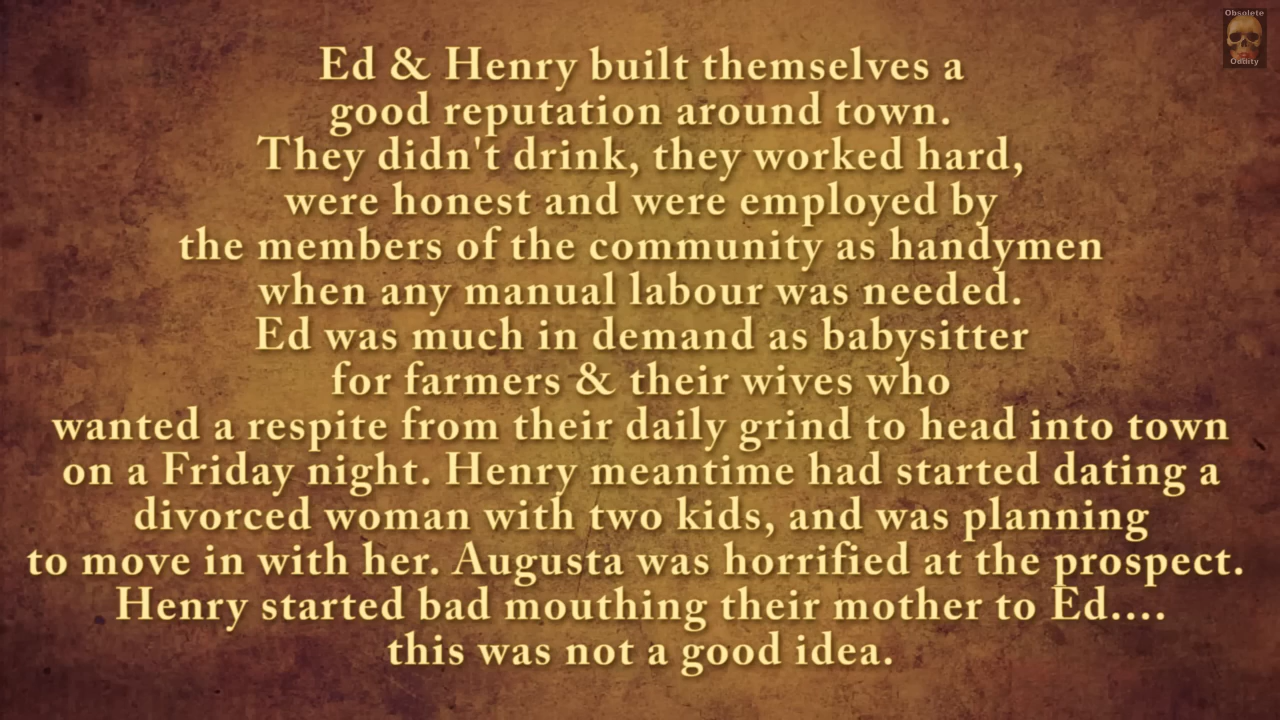 Obsolete
Oddity
Ed & Henry built themselves a
good reputation around town.
They didn't drink, they worked hard,
were honest and were employed by
the members of the community as handymen
when any manual labour was needed.
Ed was much in demand as babysitter
for farmers & their wives who
wanted a respite from their daily grind to head into town
on a Friday night. Henry meantime had started dating a
divorced woman with two kids, and was planning
to move in with her. Augusta was horrified at the prospect.
Henry started bad mouthing their mother to Ed....
this was not a good idea.